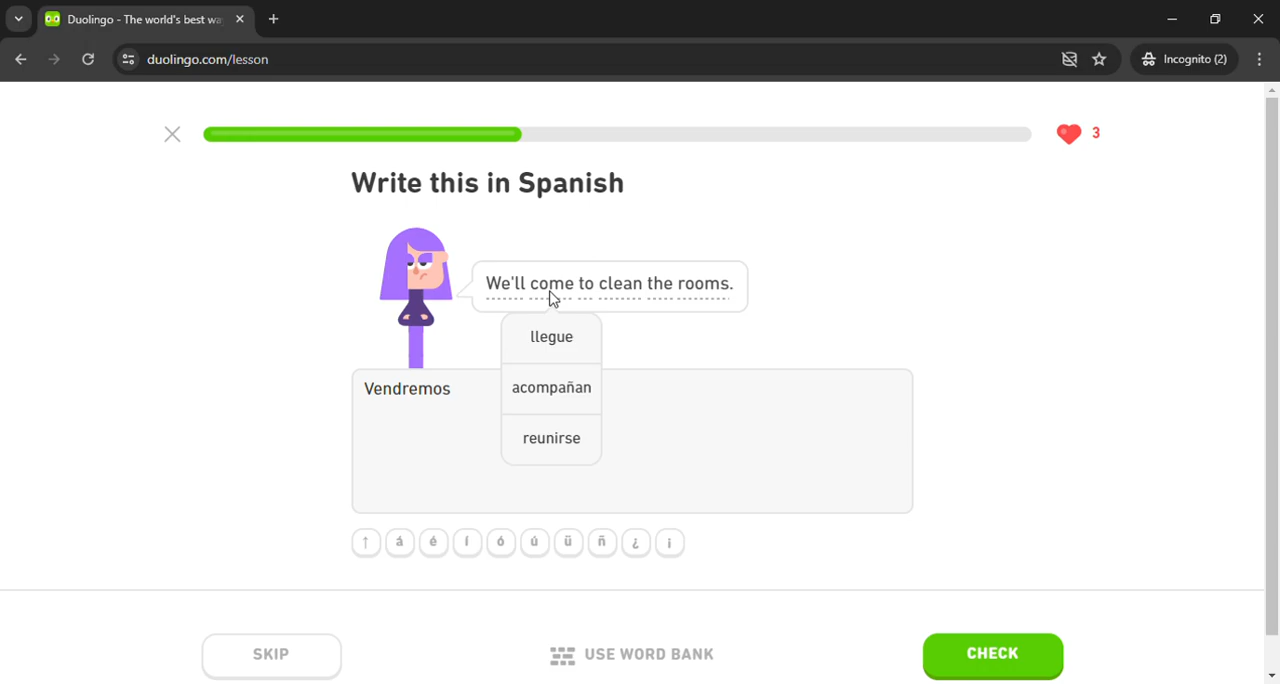 Duolingo - The world's best wa
duolingo.com/lesson
Incognito (2)
3
Write this in Spanish
We'll come to clean the rooms.
llegue
acompañan
reunirse
Vendremos
↑ á é í ó ú ü ñ ¿ ¡
SKIP
USE WORD BANK
CHECK